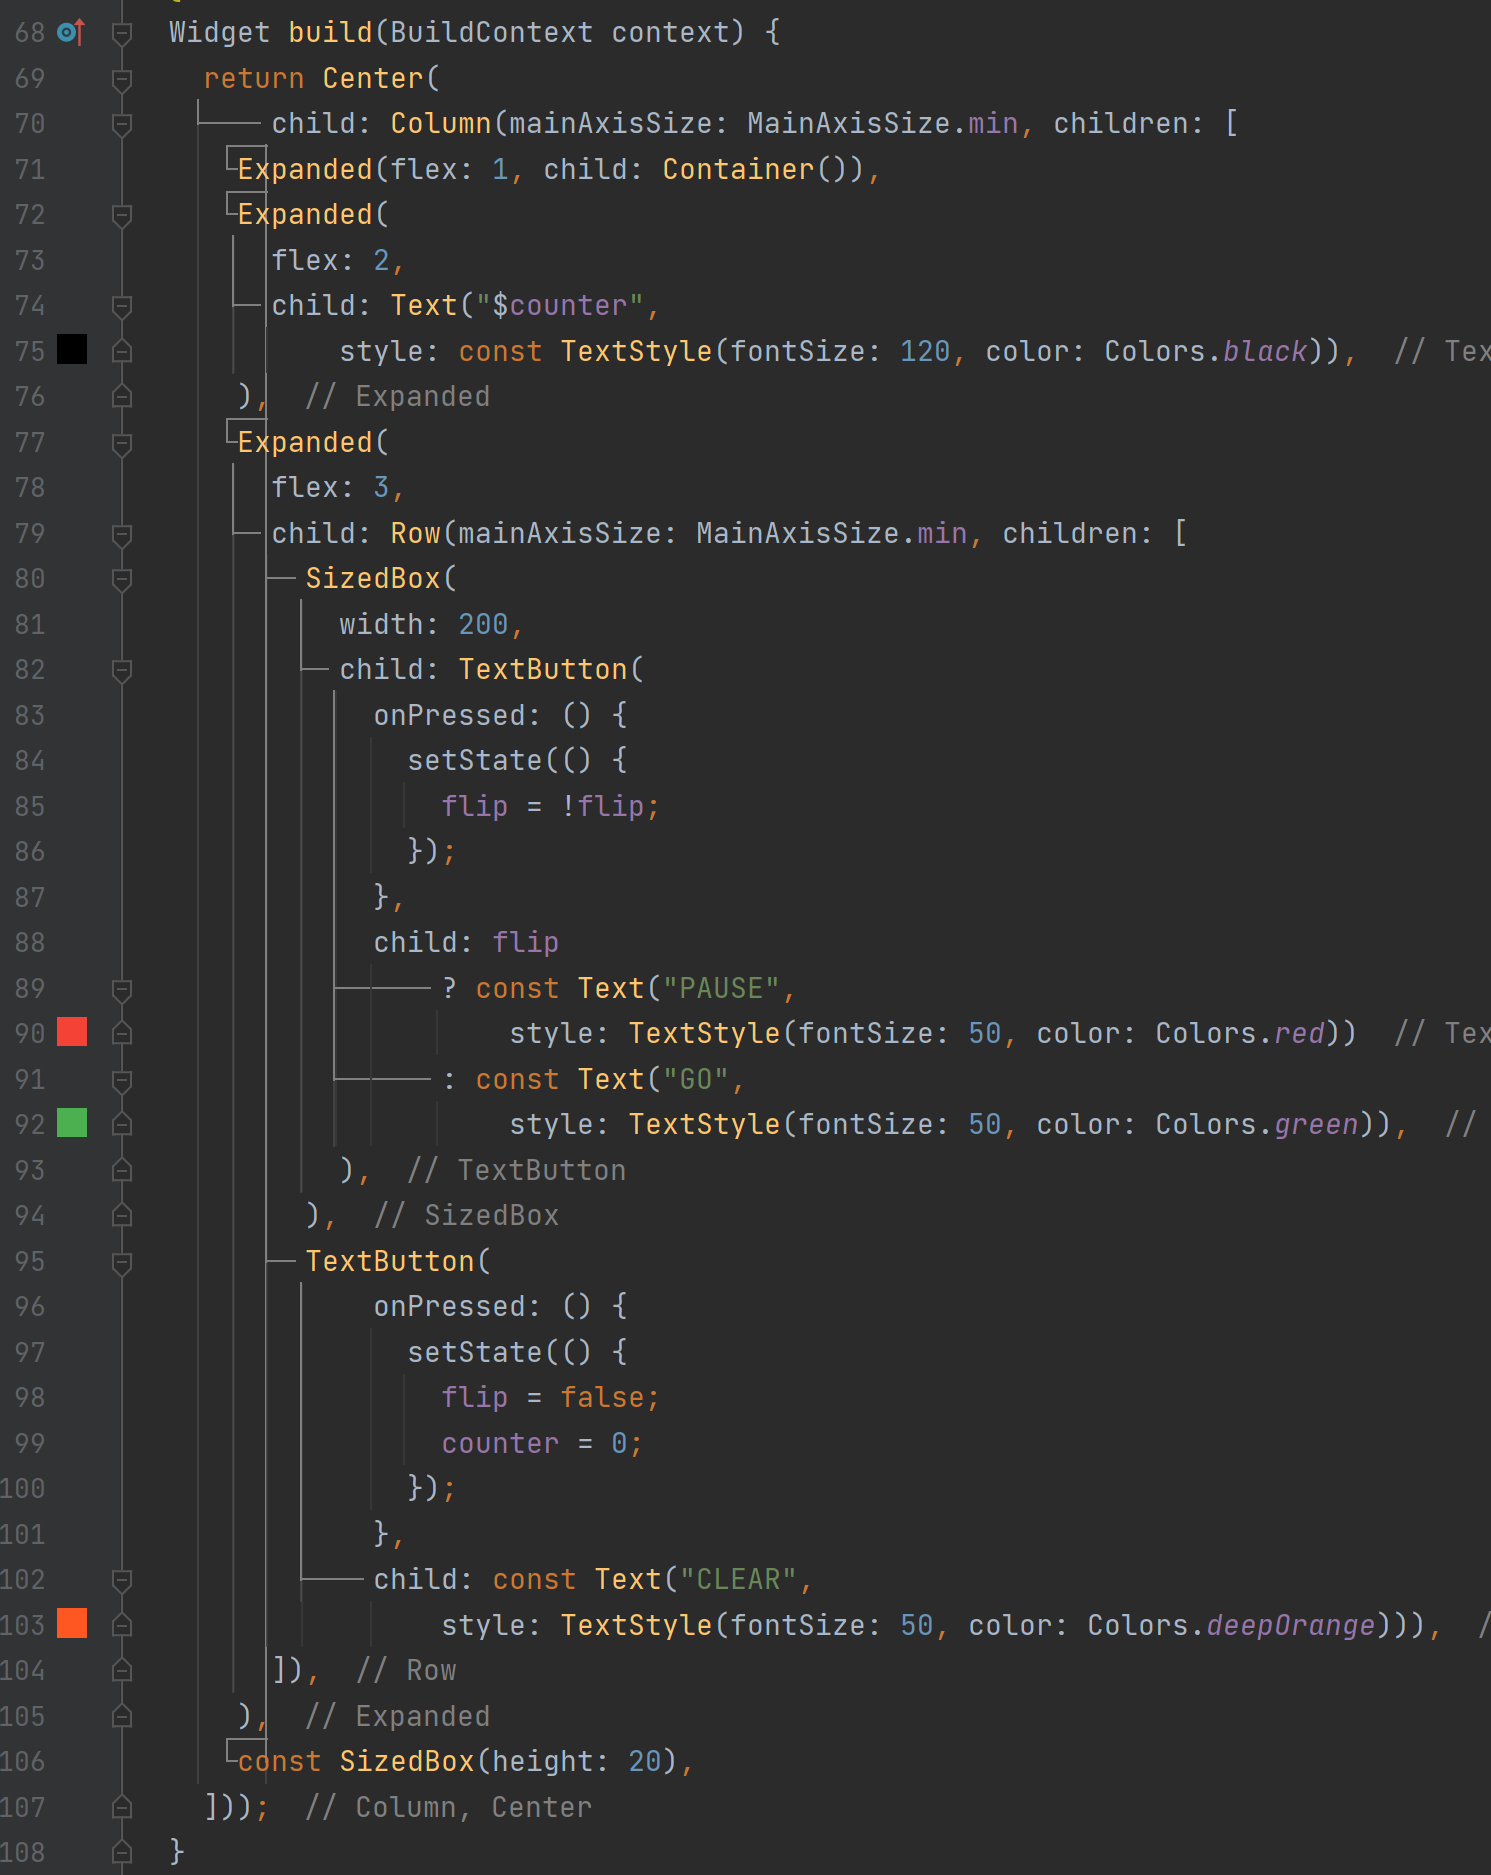 68 Widget build(BuildContext context) {
69 return Center(
70 child: Column(mainAxisSize: MainAxisSize.min, children: [
71 Expanded(flex: 1, child: Container()),
72 Expanded(
73 flex: 2,
74 child: Text("$counter",
75 style: const TextStyle(fontSize: 120, color: Colors.black)), // Tex
76 ), // Expanded
77 Expanded(
78 flex: 3,
79 child: Row(mainAxisSize: MainAxisSize.min, children: [
80 SizedBox(
81 width: 200,
82 child: TextButton(
83 onPressed: () {
84 setState(() {
85 flip = !flip;
86 });
87 },
88 child: flip
89 ? const Text("PAUSE",
90 style: TextStyle(fontSize: 50, color: Colors.red)) // Tex
91 : const Text("GO",
92 style: TextStyle(fontSize: 50, color: Colors.green)), //
93 ), // TextButton
94 ), // SizedBox
95 TextButton(
96 onPressed: () {
97 setState(() {
98 flip = false;
99 counter = 0;
100 });
101 },
102 child: const Text("CLEAR",
103 style: TextStyle(fontSize: 50, color: Colors.deepOrange))), /
104 ]), // Row
105 ), // Expanded
106 const SizedBox(height: 20),
107 ])); // Column, Center
108 }